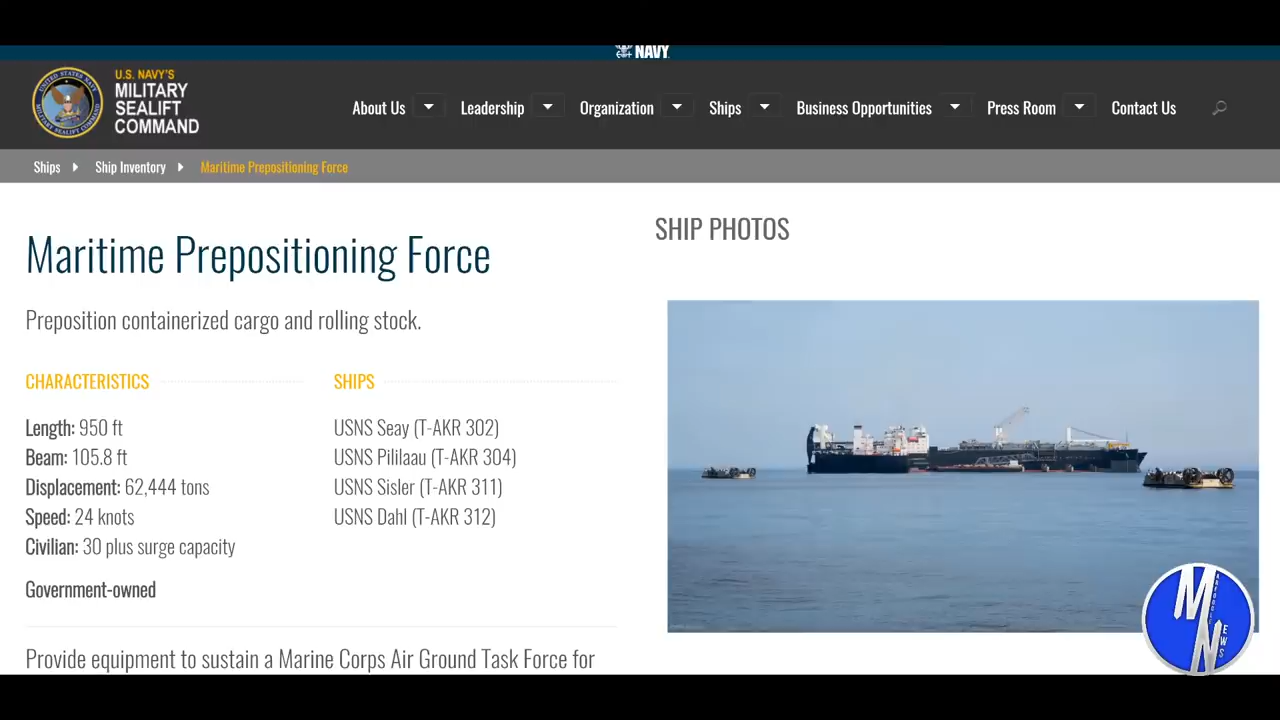 NAVY
U.S. NAVY'S
MILITARY
SEALIFT
COMMAND
About Us
Leadership
Organization
Ships
Business Opportunities
Press Room
Contact Us
Ships
Ship Inventory
Maritime Prepositioning Force
Maritime Prepositioning Force
Preposition containerized cargo and rolling stock.
CHARACTERISTICS
Length: 950 ft
Beam: 105.8 ft
Displacement: 62,444 tons
Speed: 24 knots
Civilian: 30 plus surge capacity
Government-owned
SHIPS
USNS Seay (T-AKR 302)
USNS Pililaau (T-AKR 304)
USNS Sisler (T-AKR 311)
USNS Dahl (T-AKR 312)
Provide equipment to sustain a Marine Corps Air Ground Task Force for
SHIP PHOTOS